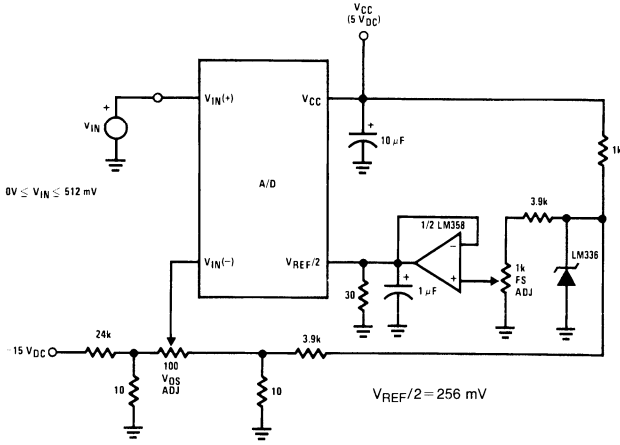 VCC
(5 VDC)
VIN(+)
VCC
+
VIN
+
10 µF
1k
A/D
0V ≤ VIN ≤ 512 mV
3.9k
1/2 LM358
−
LM336
VIN(−)
VREF/2
+
1k
FS
ADJ
30
+
1 µF
24k
3.9k
−15 VDC
100
VOS
ADJ
10
10
VREF/2 = 256 mV